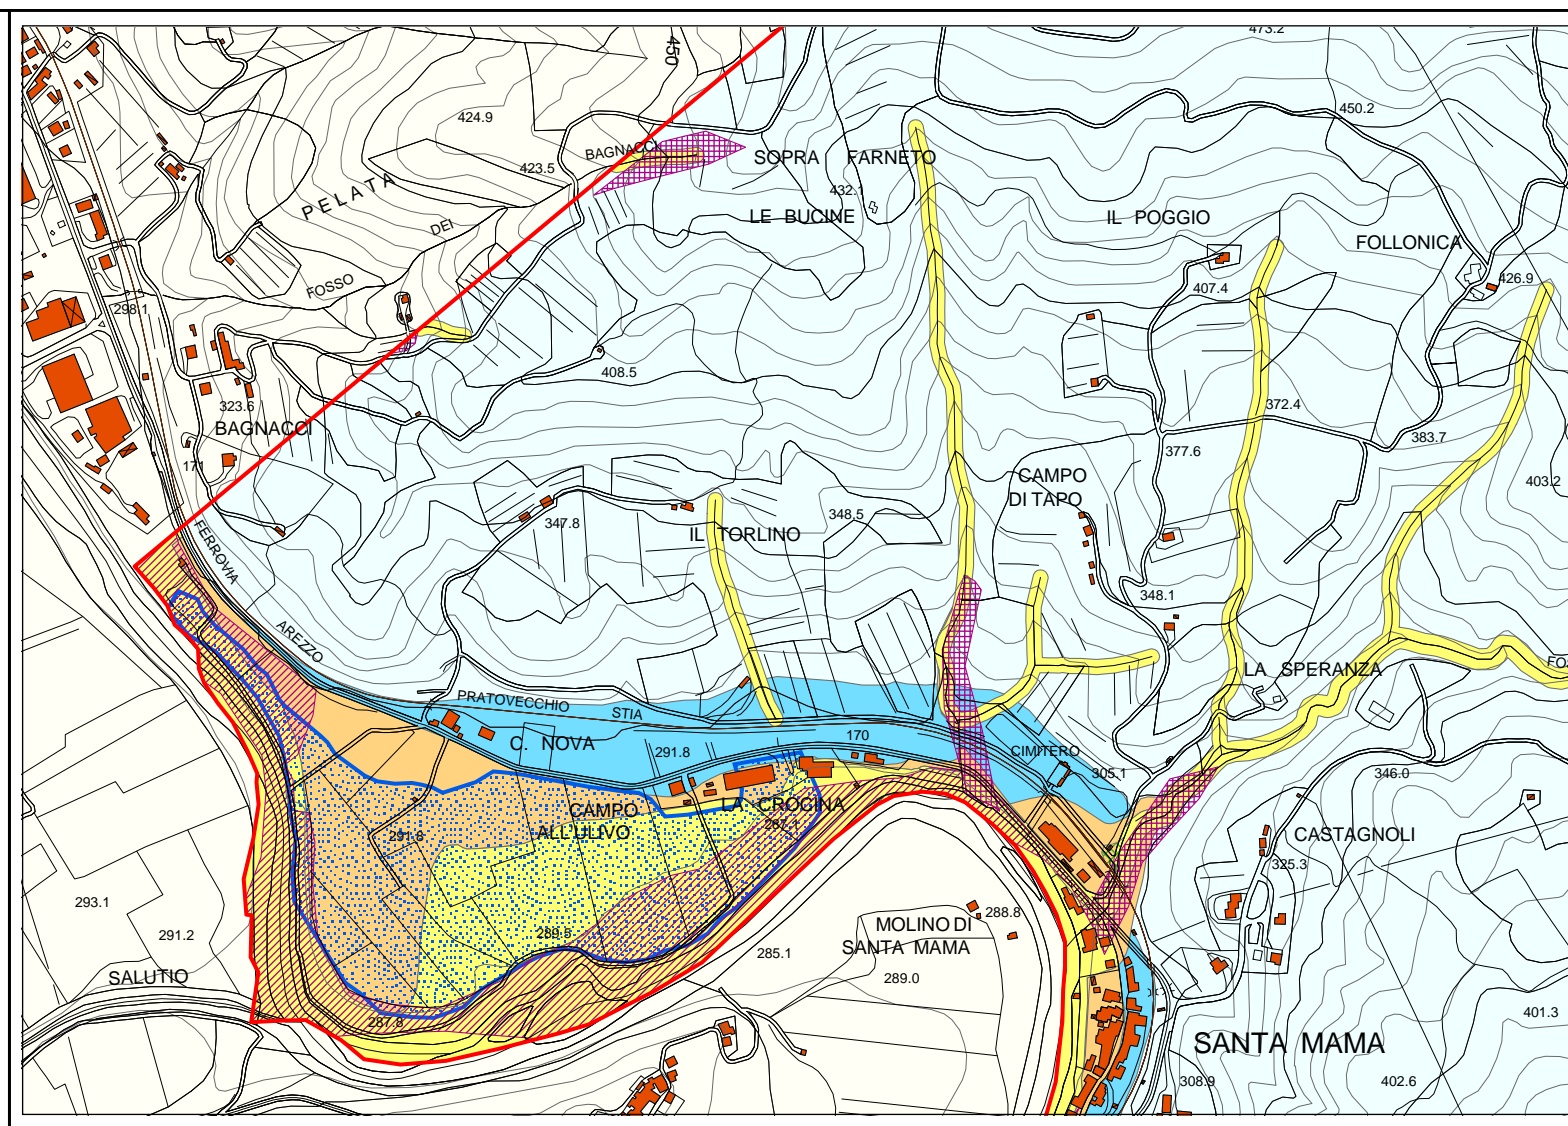 473.2
450
450.2
424.9
BAGNACCI
SOPRA FARNETO
423.5
432.1
PELATA
LE BUCINE
IL POGGIO
DEI
FOLLONICA
FOSSO
426.9
407.4
298.1
408.5
323.6
372.4
BAGNACCI
383.7
377.6
171
CAMPO
DI TAPO
403.2
347.8
348.5
IL TORLINO
FERROVIA
348.1
AREZZO
LA SPERANZA
PRATOVECCHIO
STIA
170
C. NOVA
291.8
CIMITERO
305.1
346.0
CAMPO
ALL'ULIVO
LA CROGINA
287.1
291.8
CASTAGNOLI
325.3
293.1
291.2
289.5
288.8
MOLINO DI
SANTA MAMA
285.1
289.0
SALUTIO
287.8
401.3
SANTA MAMA
308.9
402.6